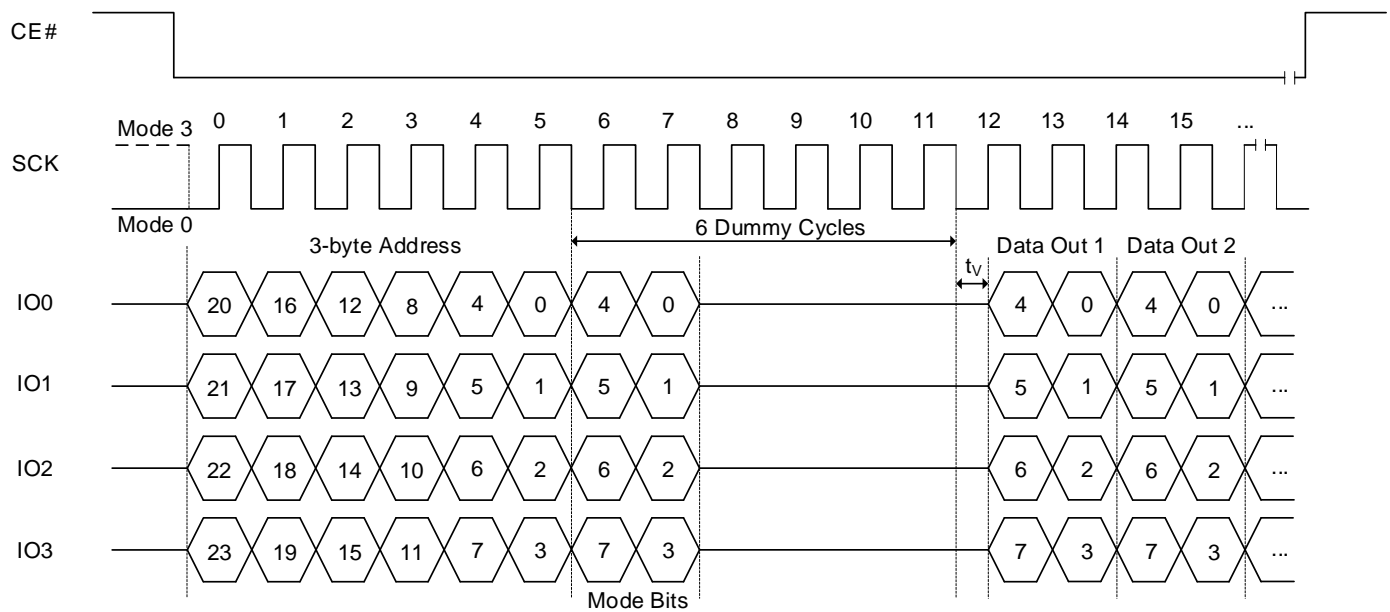 CE#
Mode 3 0 1 2 3 4 5 6 7 8 9 10 11 12 13 14 15 ...
SCK
Mode 0
3-byte Address 6 Dummy Cycles Data Out 1 Data Out 2
tV
IO0 20 16 12 8 4 0 4 0 4 0 4 0 ...
IO1 21 17 13 9 5 1 5 1 5 1 5 1 ...
IO2 22 18 14 10 6 2 6 2 6 2 6 2 ...
IO3 23 19 15 11 7 3 7 3 7 3 7 3 ...
Mode Bits